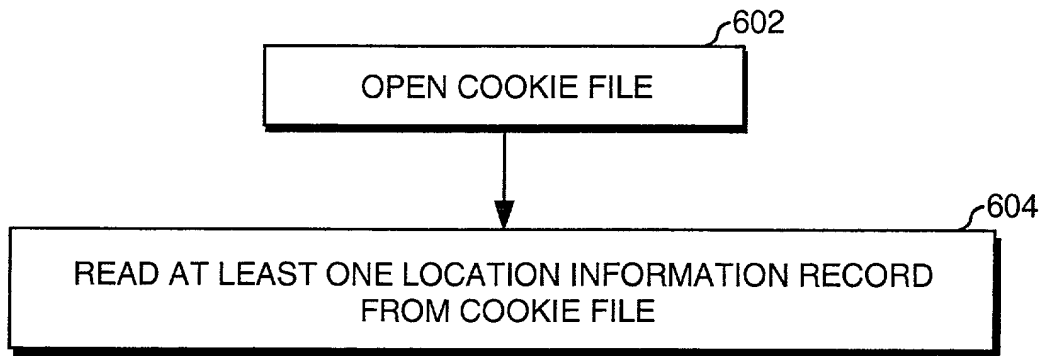 602
OPEN COOKIE FILE
604
READ AT LEAST ONE LOCATION INFORMATION RECORD
FROM COOKIE FILE